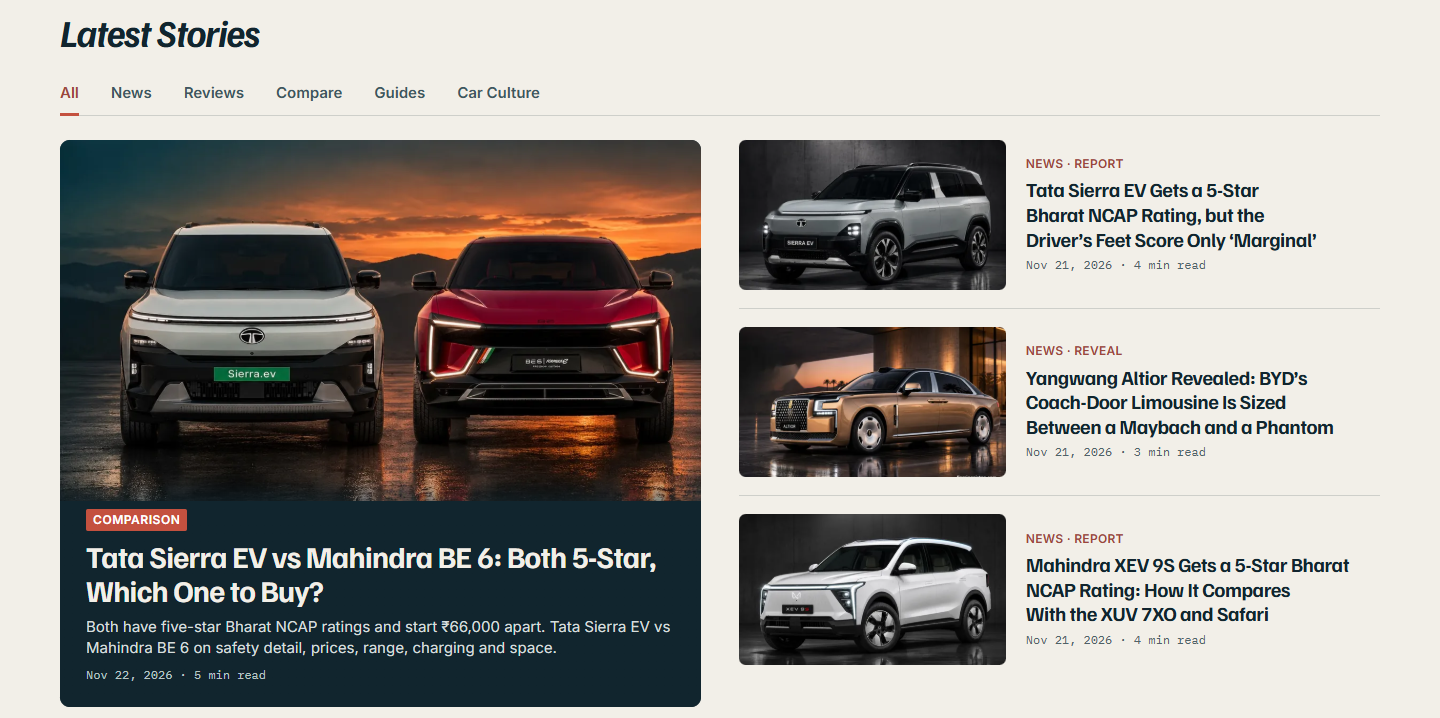 Latest Stories
All News Reviews Compare Guides Car Culture
Sierra.ev
COMPARISON
Tata Sierra EV vs Mahindra BE 6: Both 5-Star,
Which One to Buy?
Both have five-star Bharat NCAP ratings and start ₹66,000 apart. Tata Sierra EV vs
Mahindra BE 6 on safety detail, prices, range, charging and space.
Nov 22, 2026 · 5 min read
SIERRA EV
NEWS · REPORT
Tata Sierra EV Gets a 5-Star
Bharat NCAP Rating, but the
Driver’s Feet Score Only ‘Marginal’
Nov 21, 2026 · 4 min read
ALTIOR
NEWS · REVEAL
Yangwang Altior Revealed: BYD’s
Coach-Door Limousine Is Sized
Between a Maybach and a Phantom
Nov 21, 2026 · 3 min read
XEV 9S
NEWS · REPORT
Mahindra XEV 9S Gets a 5-Star Bharat
NCAP Rating: How It Compares
With the XUV 7XO and Safari
Nov 21, 2026 · 4 min read